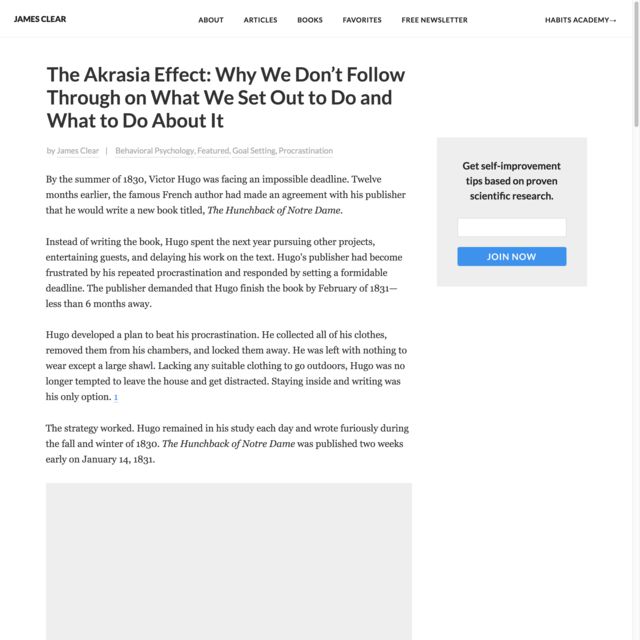 JAMES CLEAR
ABOUT
ARTICLES
BOOKS
FAVORITES
FREE NEWSLETTER
HABITS ACADEMY→
The Akrasia Effect: Why We Don’t Follow
Through on What We Set Out to Do and
What to Do About It
by James Clear | Behavioral Psychology, Featured, Goal Setting, Procrastination
By the summer of 1830, Victor Hugo was facing an impossible deadline. Twelve
months earlier, the famous French author had made an agreement with his publisher
that he would write a new book titled, The Hunchback of Notre Dame.
Instead of writing the book, Hugo spent the next year pursuing other projects,
entertaining guests, and delaying his work on the text. Hugo's publisher had become
frustrated by his repeated procrastination and responded by setting a formidable
deadline. The publisher demanded that Hugo finish the book by February of 1831—
less than 6 months away.
Hugo developed a plan to beat his procrastination. He collected all of his clothes,
removed them from his chambers, and locked them away. He was left with nothing to
wear except a large shawl. Lacking any suitable clothing to go outdoors, Hugo was no
longer tempted to leave the house and get distracted. Staying inside and writing was
his only option. 1
The strategy worked. Hugo remained in his study each day and wrote furiously during
the fall and winter of 1830. The Hunchback of Notre Dame was published two weeks
early on January 14, 1831.
Get self-improvement
tips based on proven
scientific research.
JOIN NOW